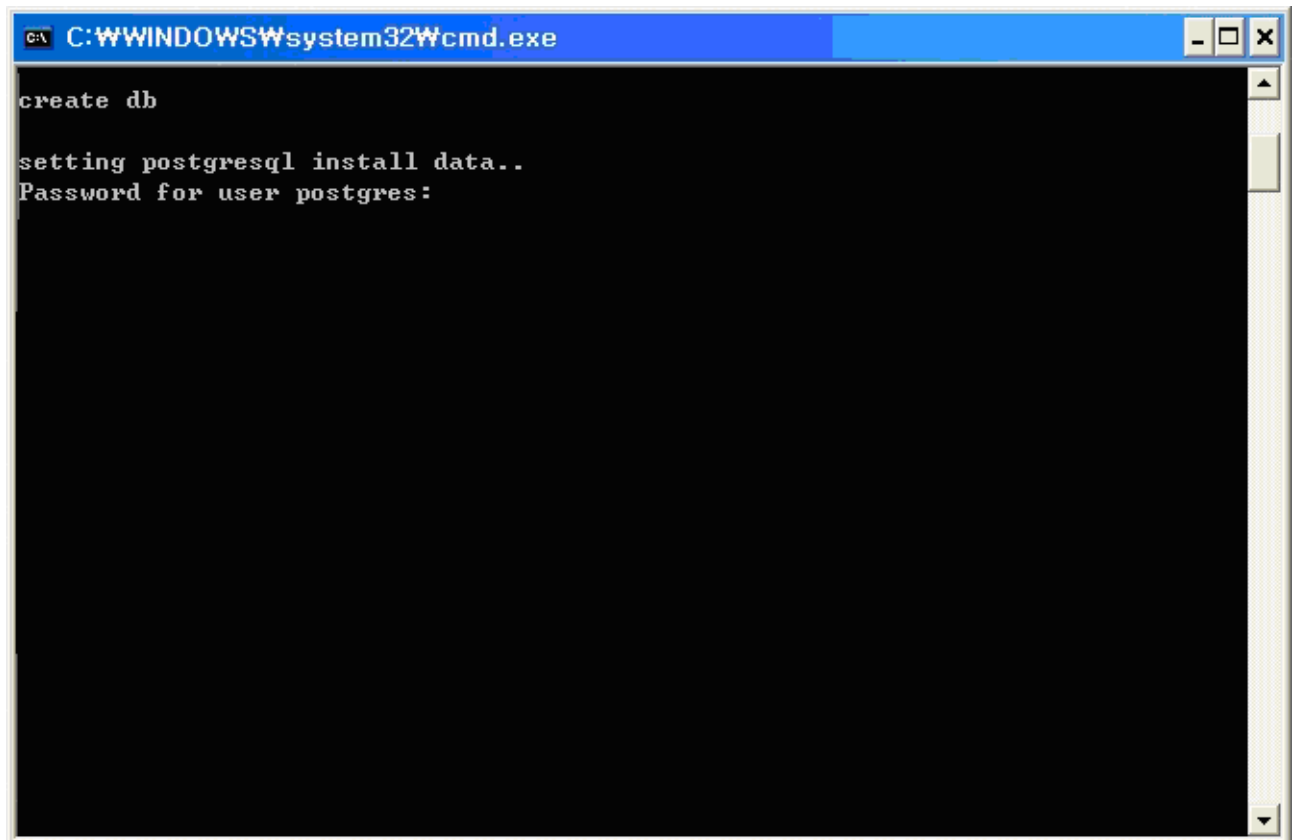 C:₩WINDOWS₩system32₩cmd.exe
create db
setting postgresql install data..
Password for user postgres: